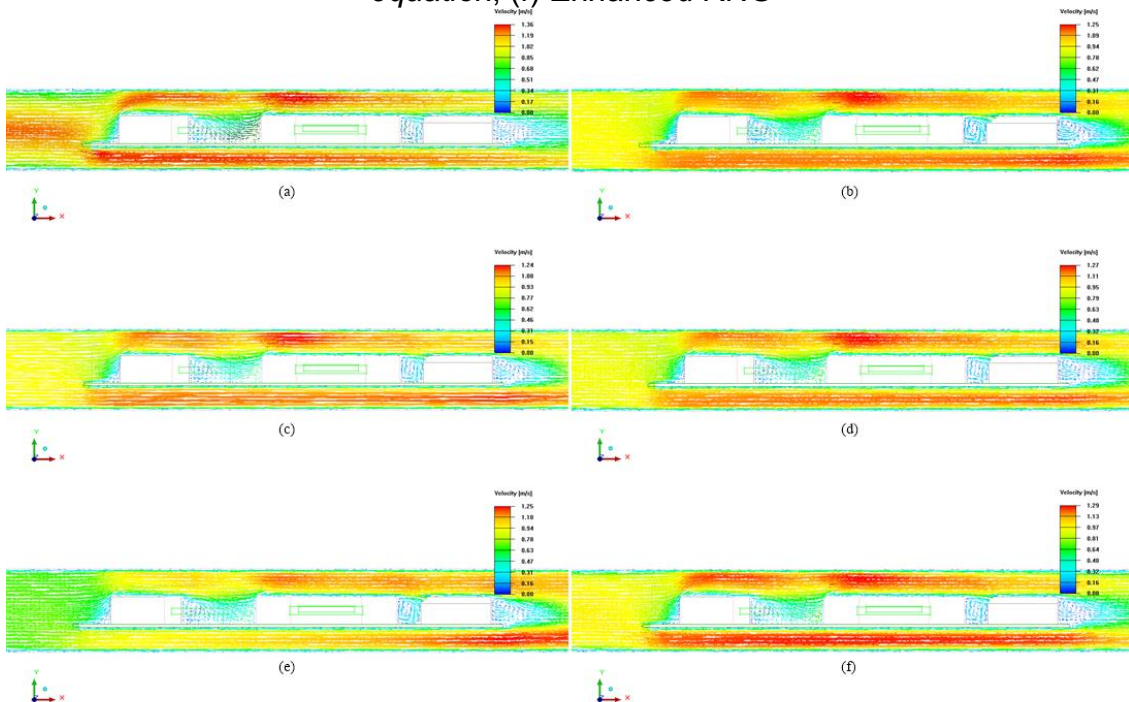 equation, (f) Enhanced RNG
Velocity [m/s]
1.36
1.19
1.02
0.85
0.68
0.51
0.34
0.17
0.00
(a)
Y
X
Velocity [m/s]
1.25
1.09
0.94
0.78
0.62
0.47
0.31
0.16
0.00
(b)
Y
X
Velocity [m/s]
1.24
1.08
0.93
0.77
0.62
0.46
0.31
0.15
0.00
(c)
Y
X
Velocity [m/s]
1.27
1.11
0.95
0.79
0.63
0.48
0.32
0.16
0.00
(d)
Y
X
Velocity [m/s]
1.25
1.10
0.94
0.78
0.63
0.47
0.31
0.16
0.00
(e)
Y
X
Velocity [m/s]
1.29
1.13
0.97
0.81
0.64
0.48
0.32
0.16
0.00
(f)
Y
X